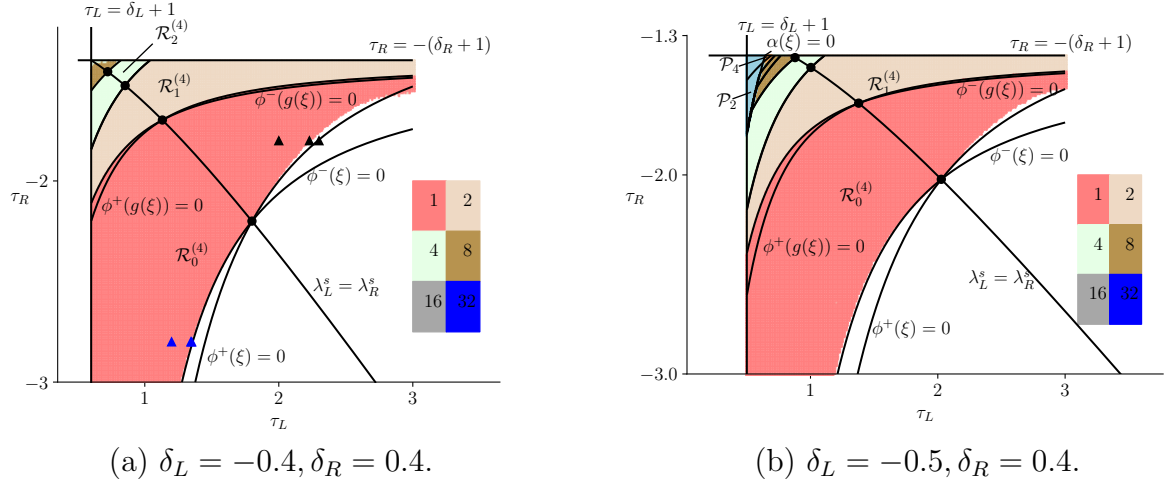 τ_L = δ_L + 1
R_2^(4)
τ_R = −(δ_R + 1)
R_1^(4)
ϕ^−(g(ξ)) = 0
−2
τ_R
ϕ^−(ξ) = 0
ϕ^+(g(ξ)) = 0
R_0^(4)
1 2
4 8
16 32
λ_L^s = λ_R^s
ϕ^+(ξ) = 0
−3
1 2 3
τ_L
(a) δ_L = −0.4, δ_R = 0.4.
τ_L = δ_L + 1
−1.3
α(ξ) = 0
τ_R = −(δ_R + 1)
P_4
R_1^(4)
ϕ^−(g(ξ)) = 0
P_2
ϕ^−(ξ) = 0
−2.0
τ_R
R_0^(4)
1 2
4 8
16 32
ϕ^+(g(ξ)) = 0
λ_L^s = λ_R^s
ϕ^+(ξ) = 0
−3.0
1 2 3
τ_L
(b) δ_L = −0.5, δ_R = 0.4.